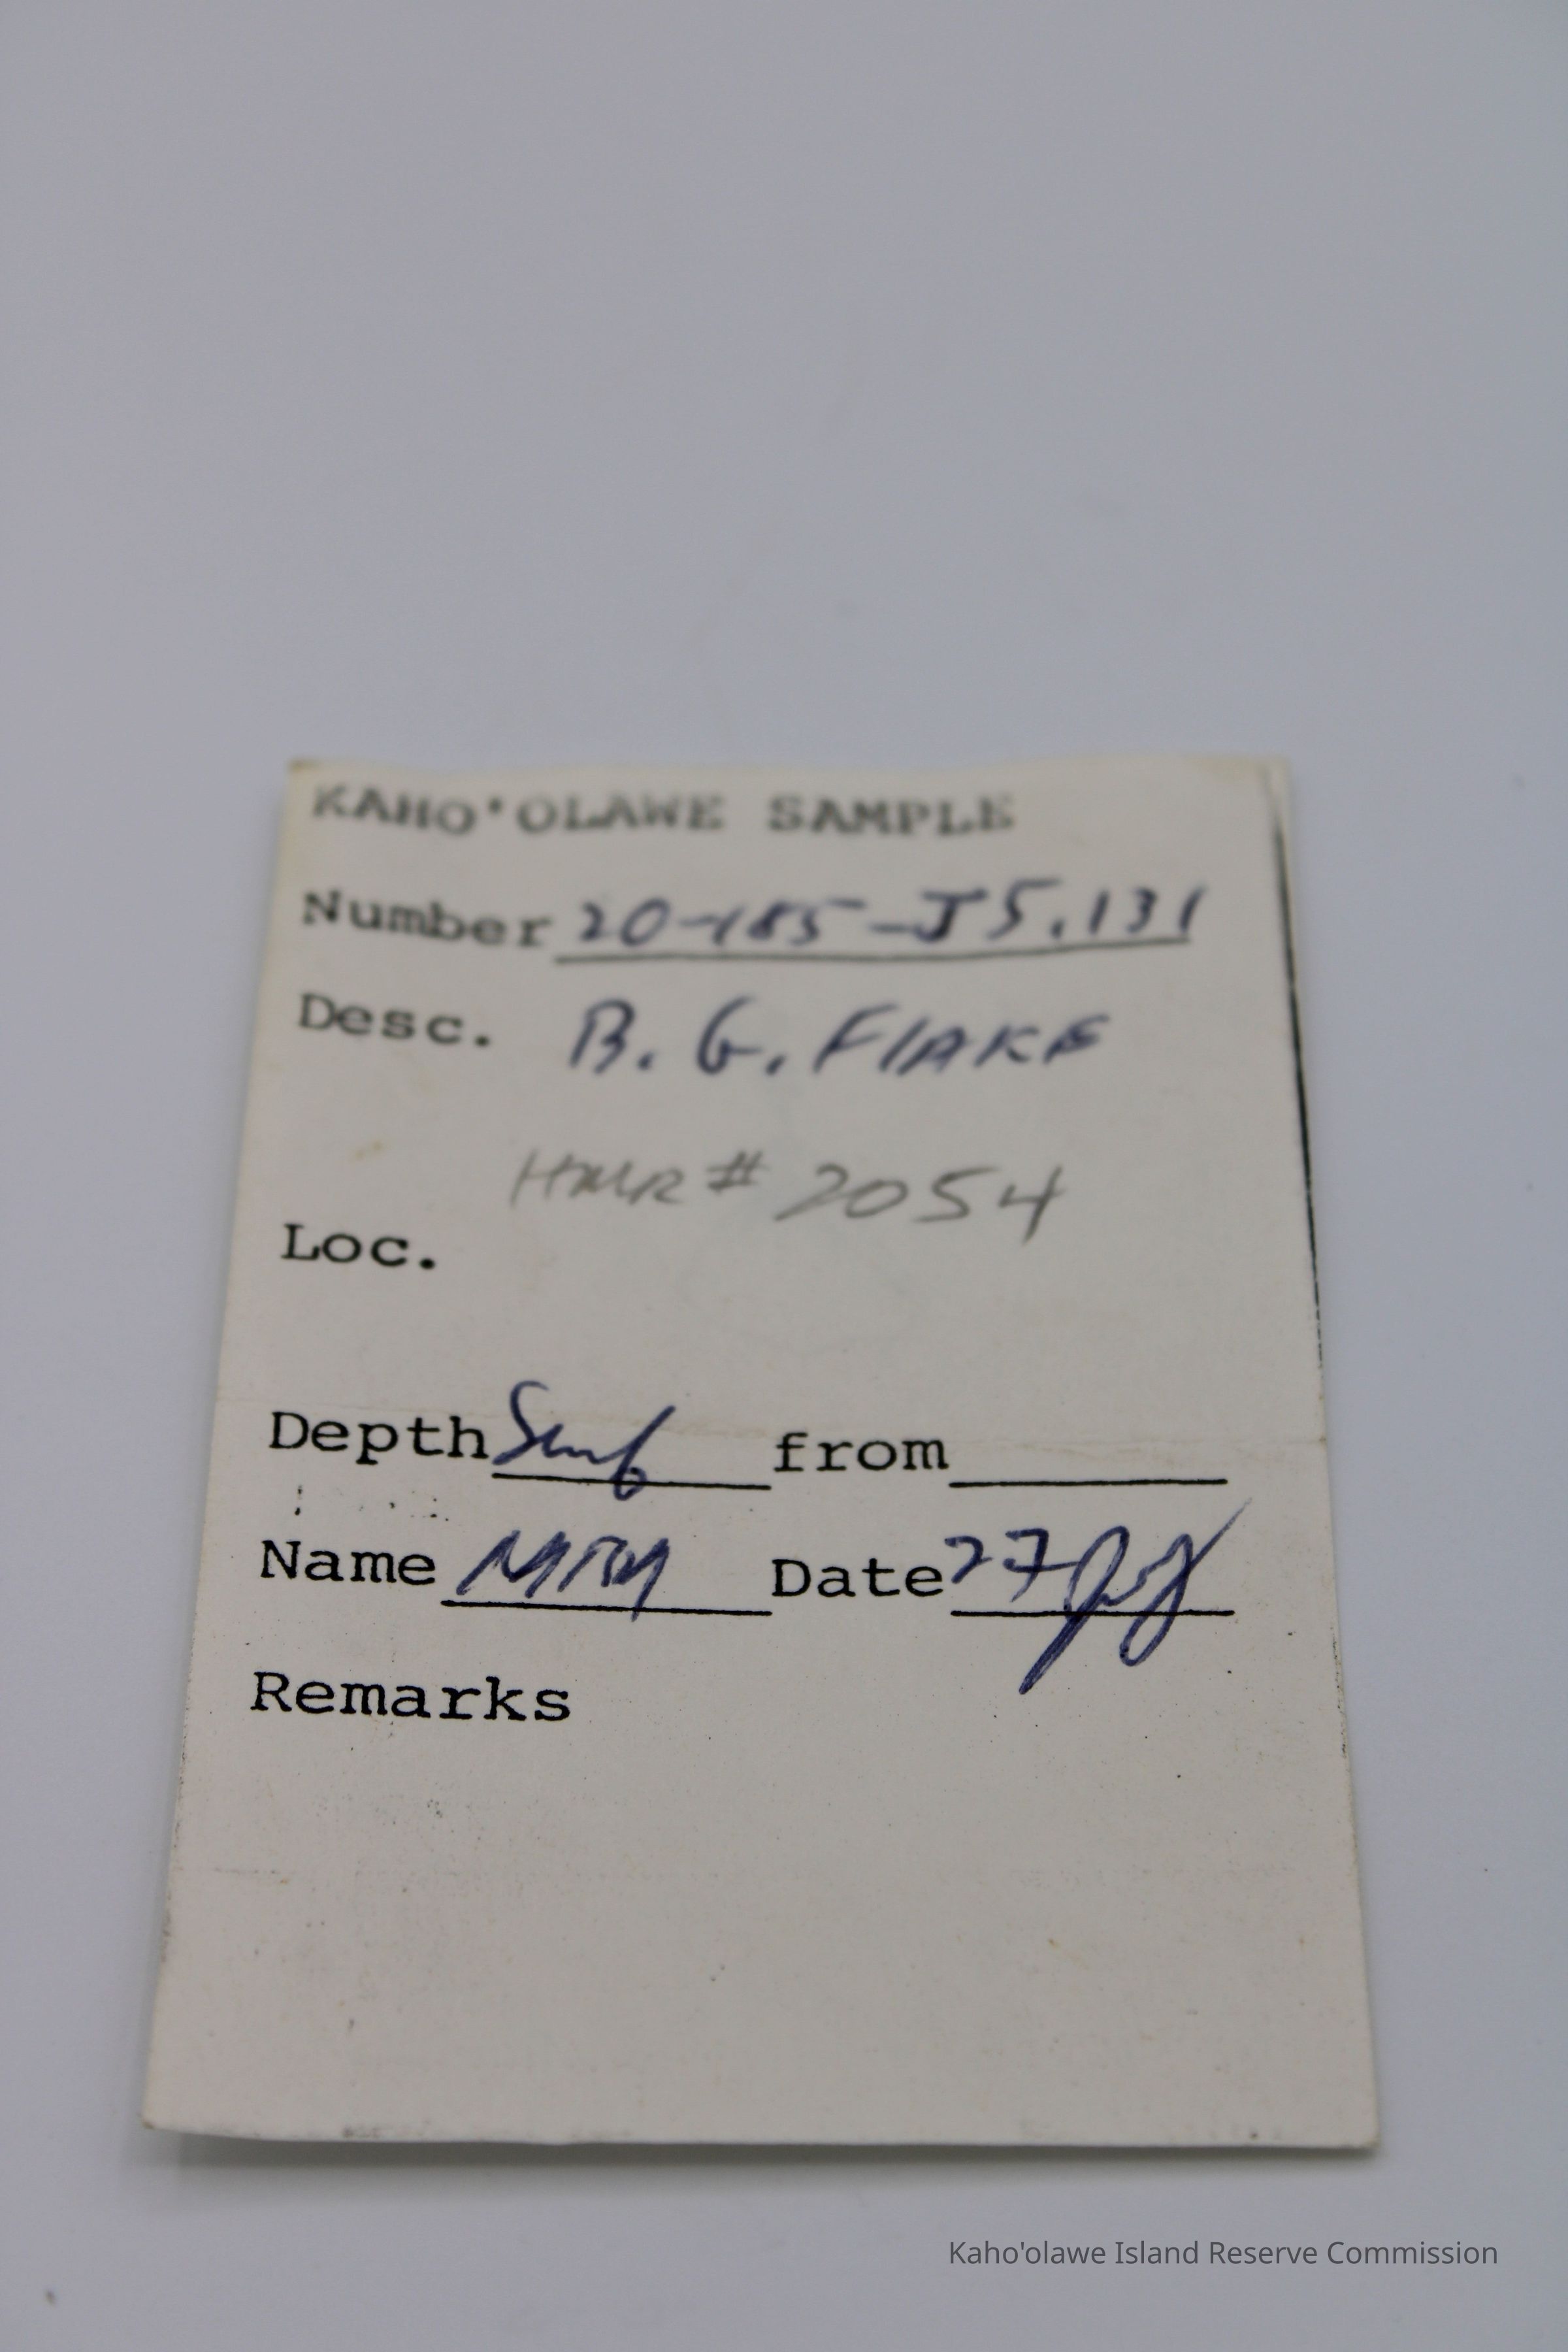 KAHO'OLAWE SAMPLE
Number 20-185-J5.131
Desc. B. G. FlAKE
HMR # 2054
Loc.
Depth Surf from
Name Date 27
Remarks
Kaho'olawe Island Reserve Commission